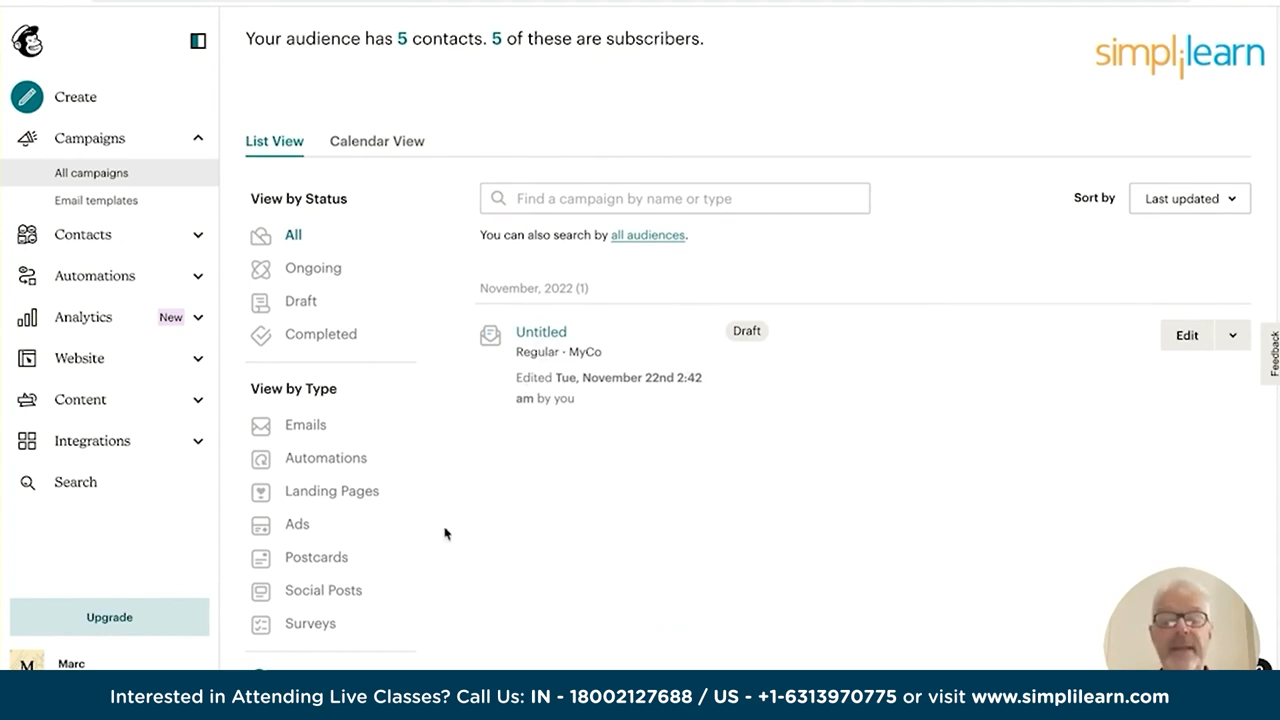 Your audience has 5 contacts. 5 of these are subscribers.
simplilearn
Create
Campaigns
All campaigns
Email templates
Contacts
Automations
Analytics New
Website
Content
Integrations
Search
Upgrade
M Marc
List View Calendar View
View by Status
All
Ongoing
Draft
Completed
View by Type
Emails
Automations
Landing Pages
Ads
Postcards
Social Posts
Surveys
Find a campaign by name or type
Sort by Last updated
You can also search by all audiences.
November, 2022 (1)
Untitled Draft
Regular - MyCo
Edited Tue, November 22nd 2:42
am by you
Edit
Feedback
Interested in Attending Live Classes? Call Us: IN - 18002127688 / US - +1-6313970775 or visit www.simplilearn.com